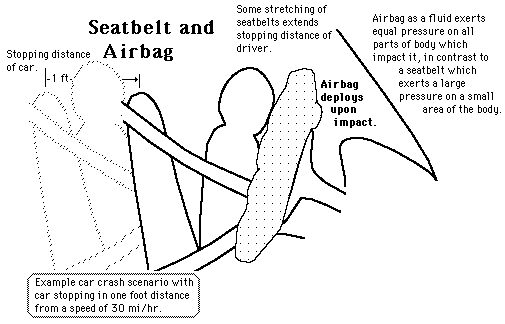 Seatbelt and
Airbag
Some stretching of
seatbelts extends
stopping distance of
driver.
Airbag as a fluid exerts
equal pressure on all
parts of body which
impact it, in contrast to
a seatbelt which
exerts a large
pressure on a small
area of the body.
Stopping distance
of car.
1 ft
Airbag
deploys
upon
impact.
Example car crash scenario with
car stopping in one foot distance
from a speed of 30 mi/hr.